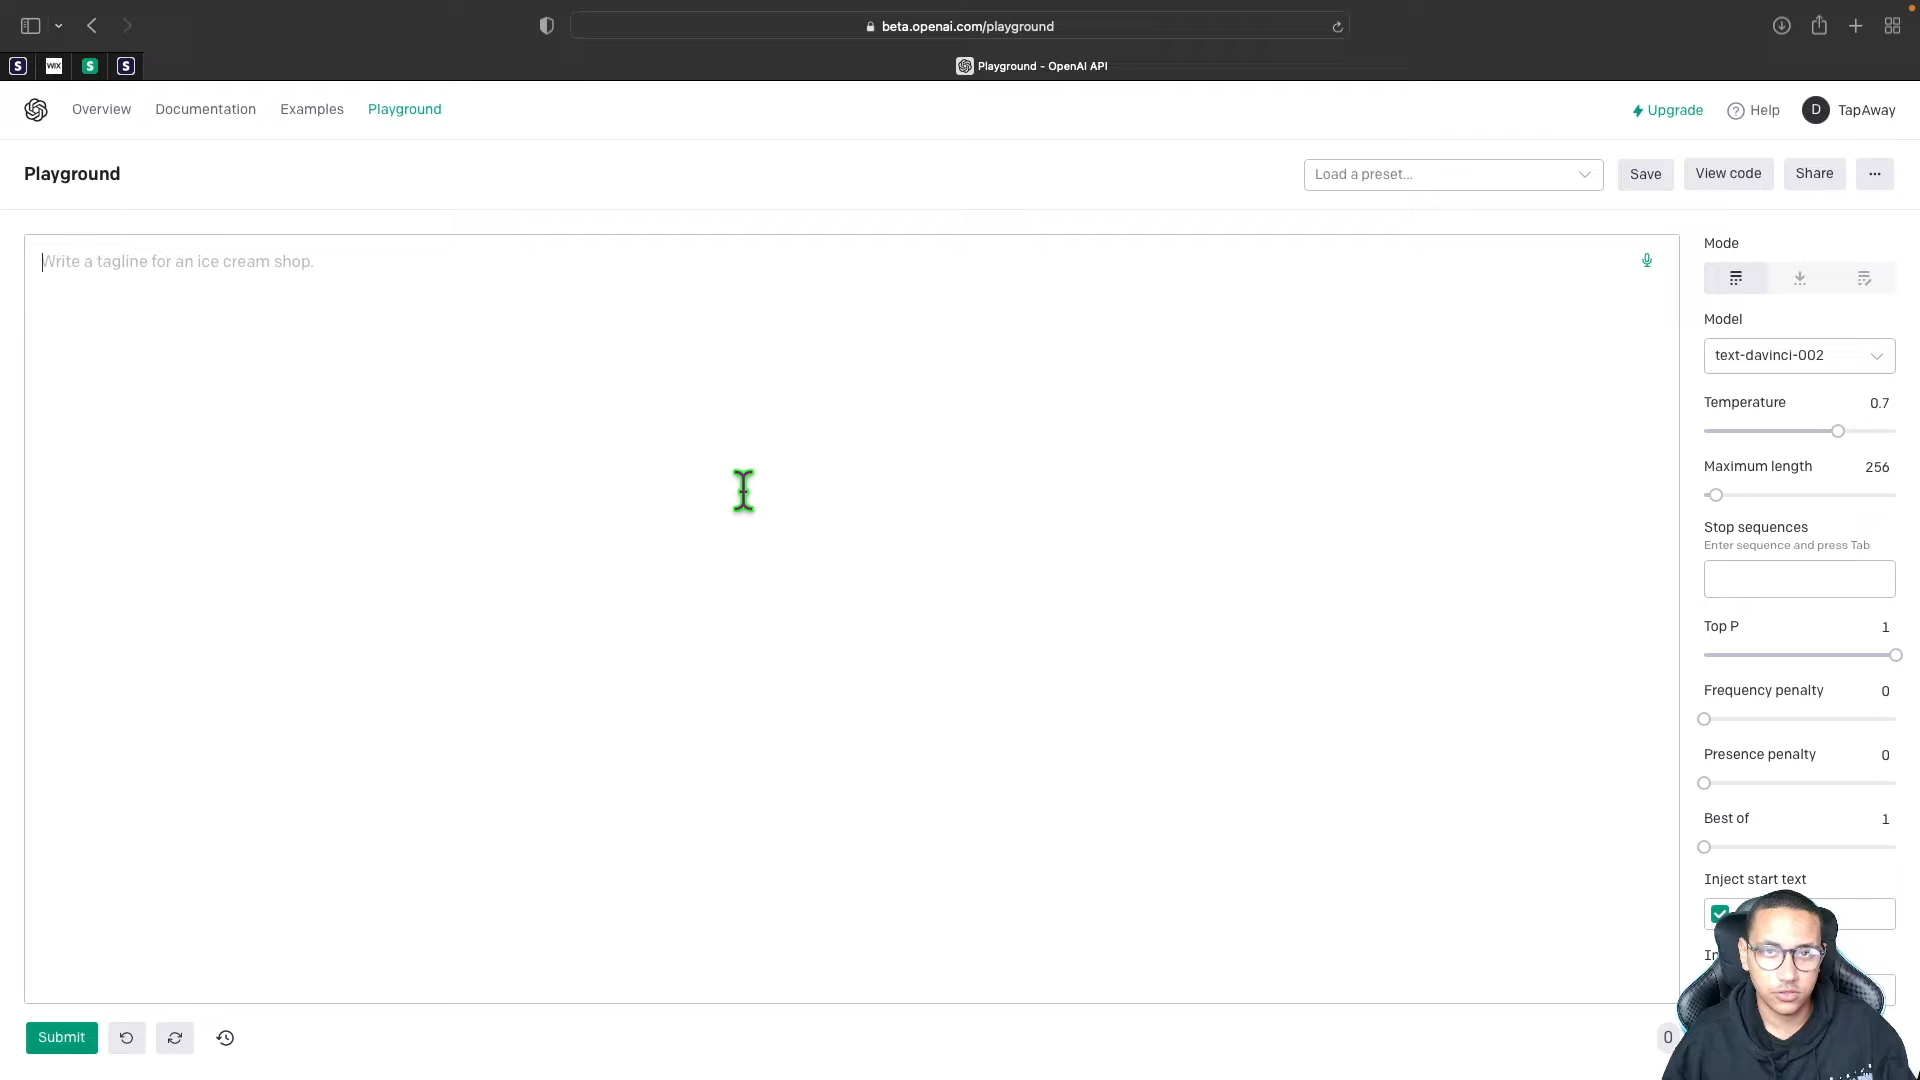 beta.openai.com/playground
S
WIX
S
S
Playground - OpenAI API
Overview
Documentation
Examples
Playground
Upgrade
Help
D
TapAway
Playground
Load a preset...
Save
View code
Share
Write a tagline for an ice cream shop.
Mode
Model
text-davinci-002
Temperature 0.7
Maximum length 256
Stop sequences
Enter sequence and press Tab
Top P 1
Frequency penalty 0
Presence penalty 0
Best of 1
Inject start text
Submit
0